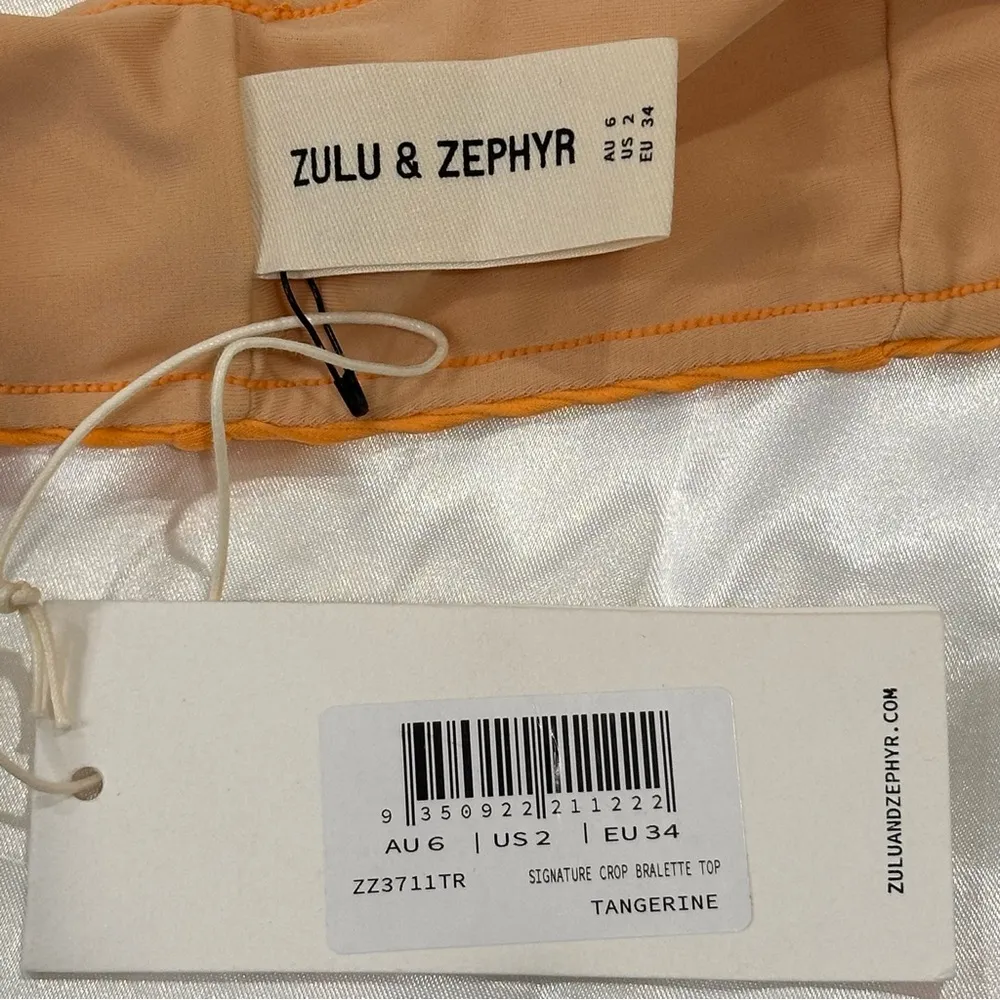 ZULU & ZEPHYR
AU 6
US 2
EU 34
9 350922 211222
AU 6 | US 2 | EU 34
ZZ3711TR SIGNATURE CROP BRALETTE TOP
TANGERINE
ZULUANDZEPHYR.COM